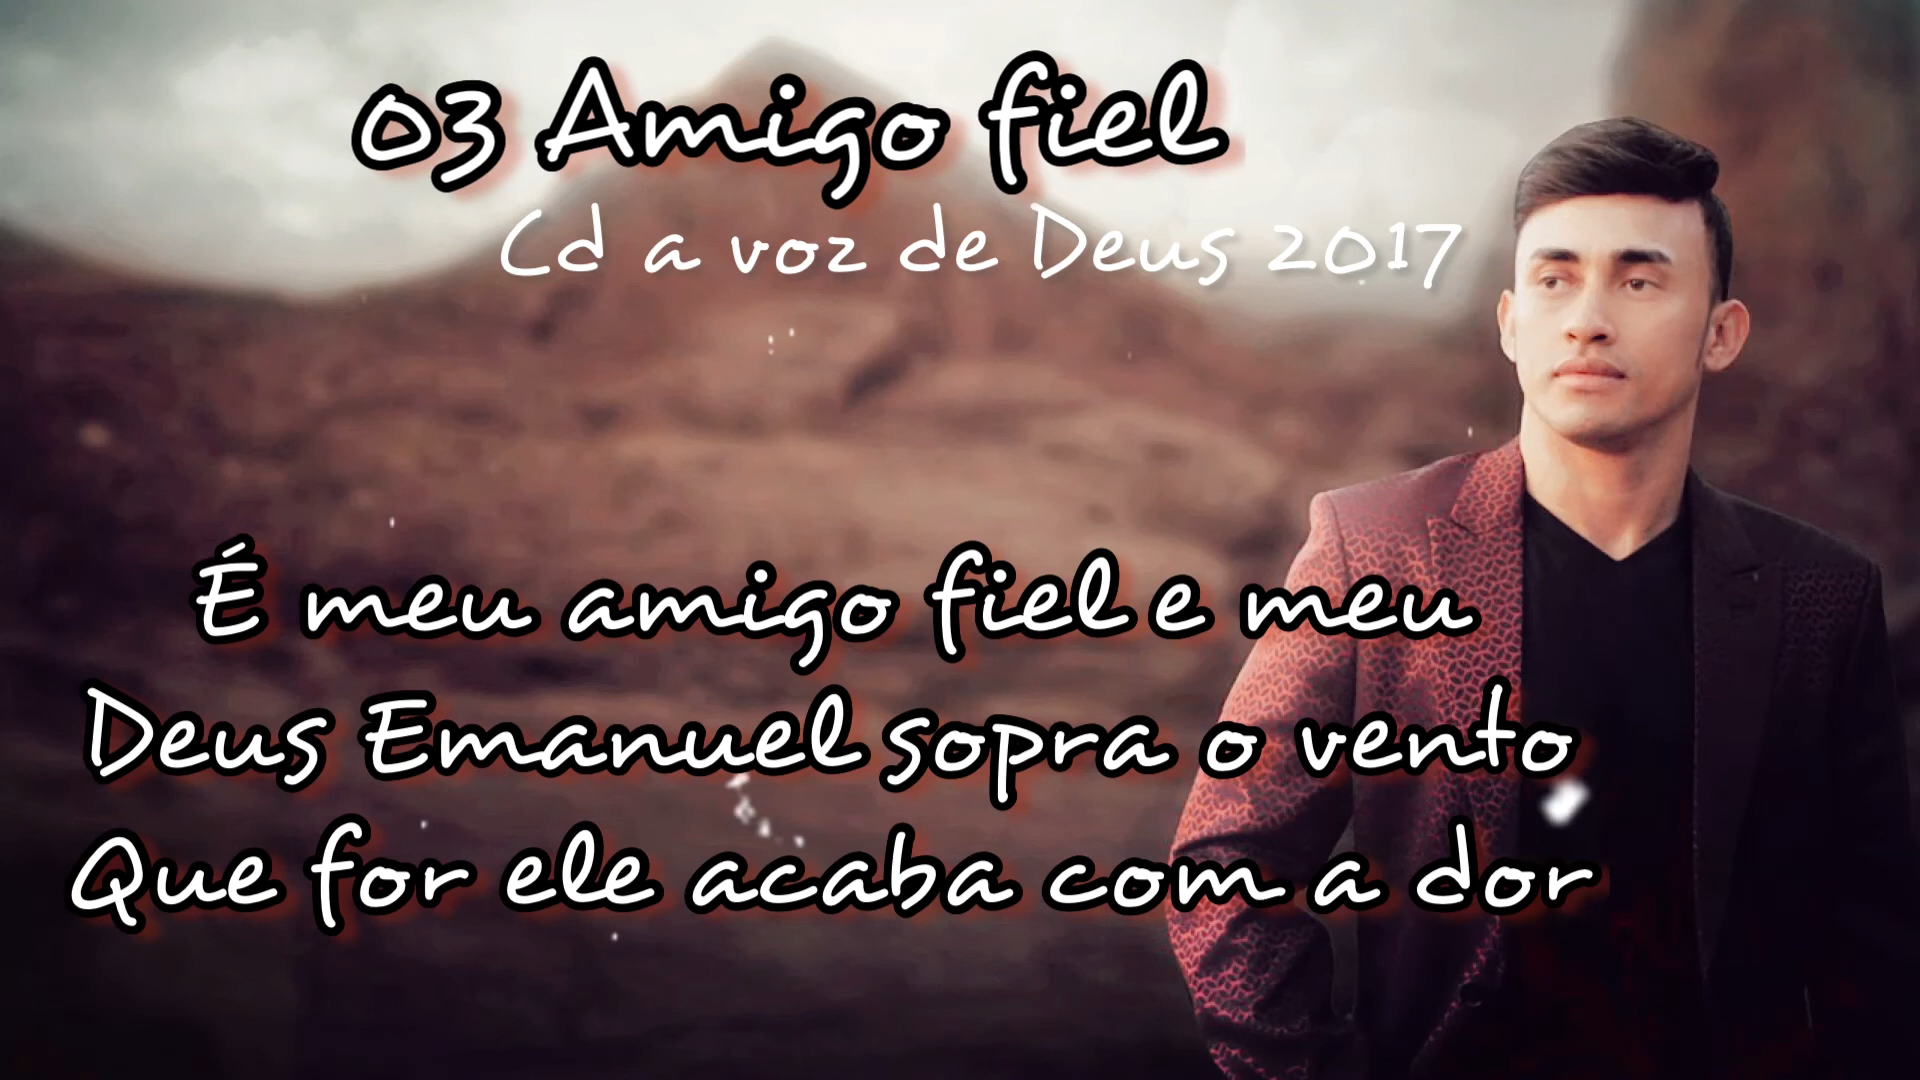 03 Amigo fiel
Cd a voz de Deus 2017
É meu amigo fiel e meu
Deus Emanuel sopra o vento
Que for ele acaba com a dor